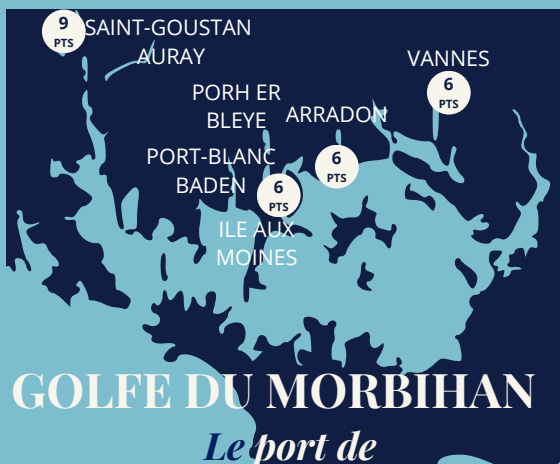 9
PTS
SAINT-GOUSTAN
AURAY
VANNES
6
PTS
PORH ER
BLEYE
ARRADON
6
PTS
PORT-BLANC
BADEN
6
PTS
ILE AUX
MOINES
GOLFE DU MORBIHAN
Le port de